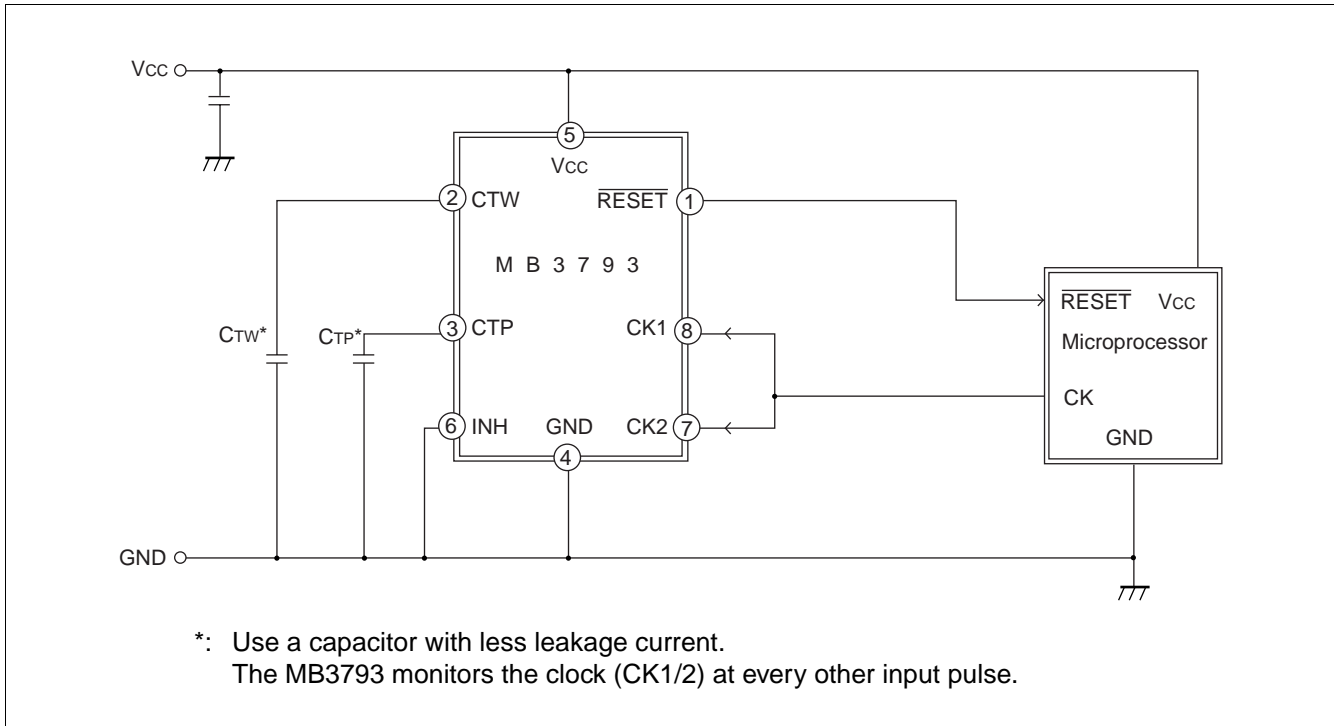 VCC
5
VCC
2 CTW
RESET 1
M B 3 7 9 3
RESET VCC
3 CTP
CK1 8
CTW*
CTP*
Microprocessor
CK
6 INH
GND
CK2 7
GND
4
GND
*: Use a capacitor with less leakage current.
The MB3793 monitors the clock (CK1/2) at every other input pulse.